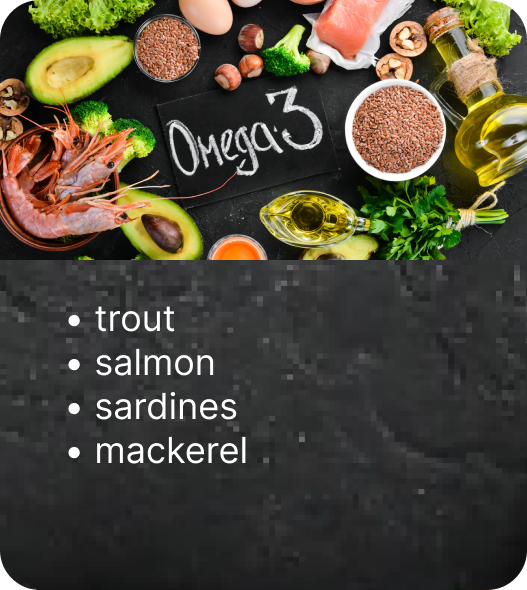 Omega-3
• trout
• salmon
• sardines
• mackerel